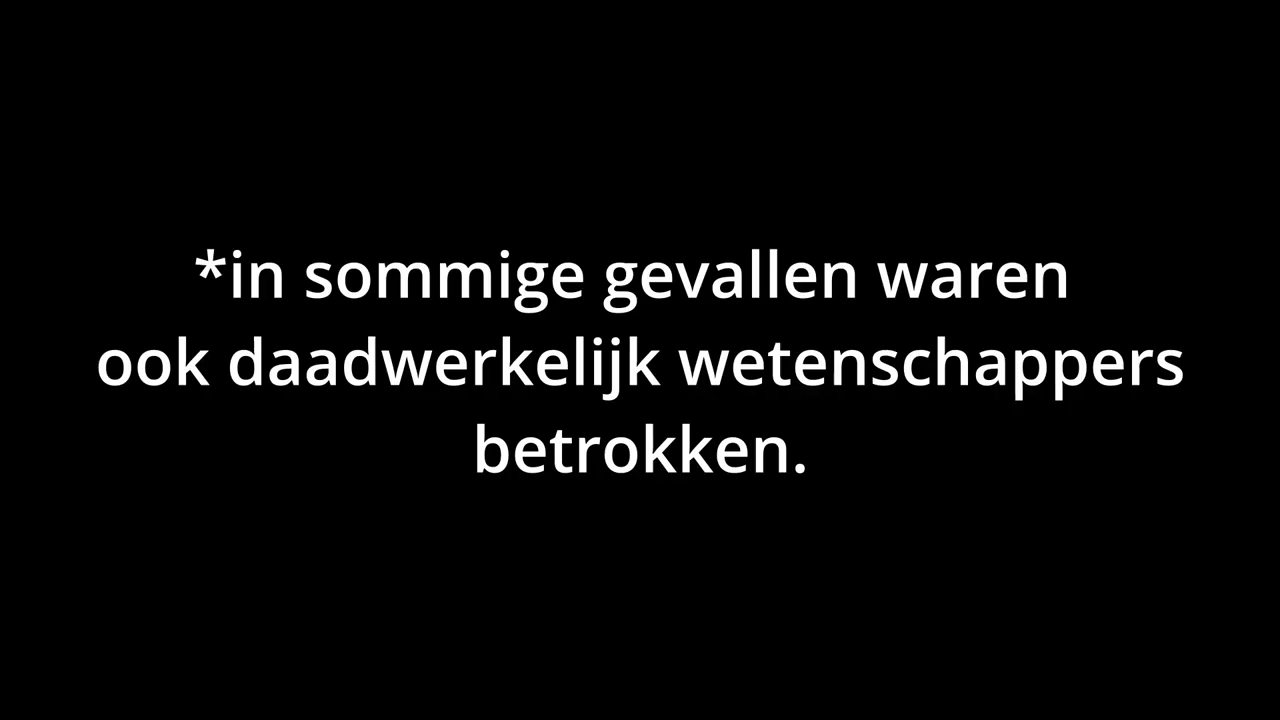 *in sommige gevallen waren
ook daadwerkelijk wetenschappers
betrokken.